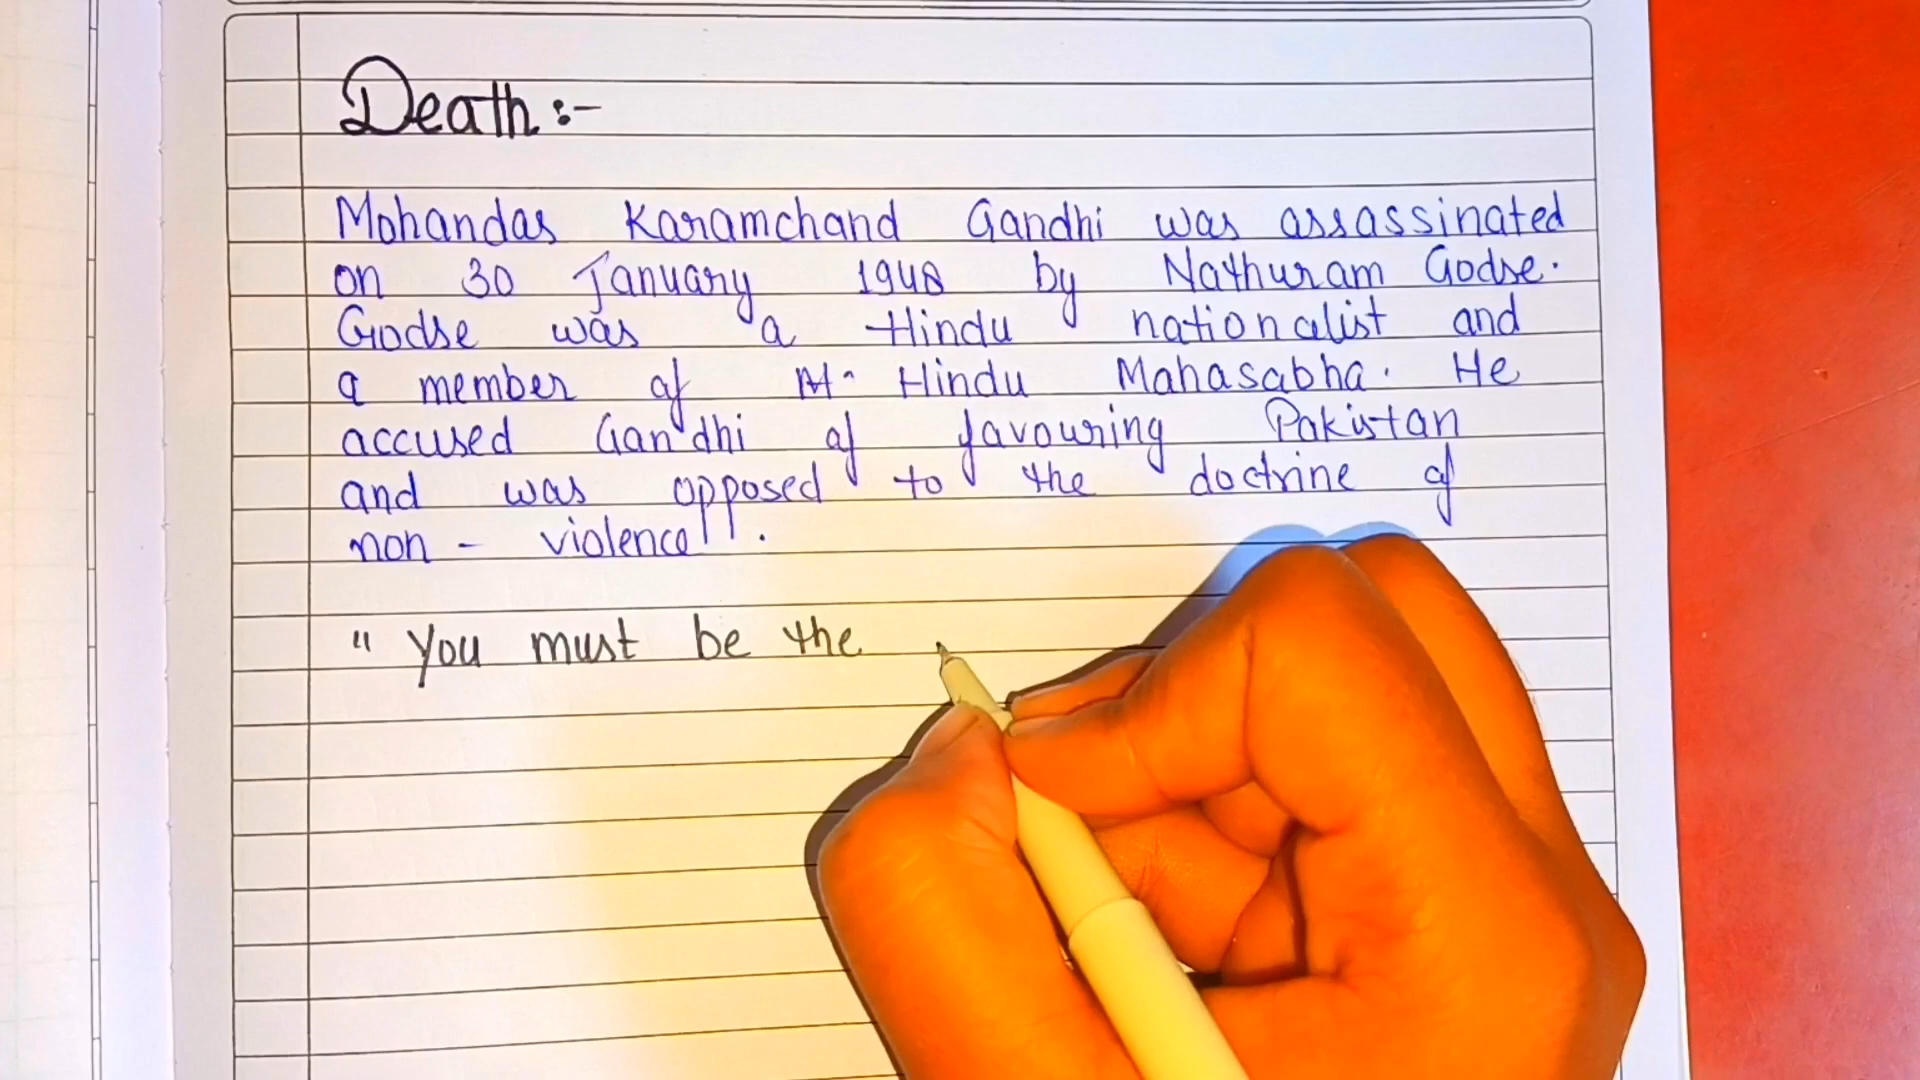 Death :-
Mohandas Karamchand Gandhi was assassinated
on 30 January 1948 by Nathuram Godse.
Godse was a Hindu nationalist and
a member of Hindu Mahasabha. He
accused Gandhi of favouring Pakistan
and was opposed to the doctrine of
non - violence.
" You must be the